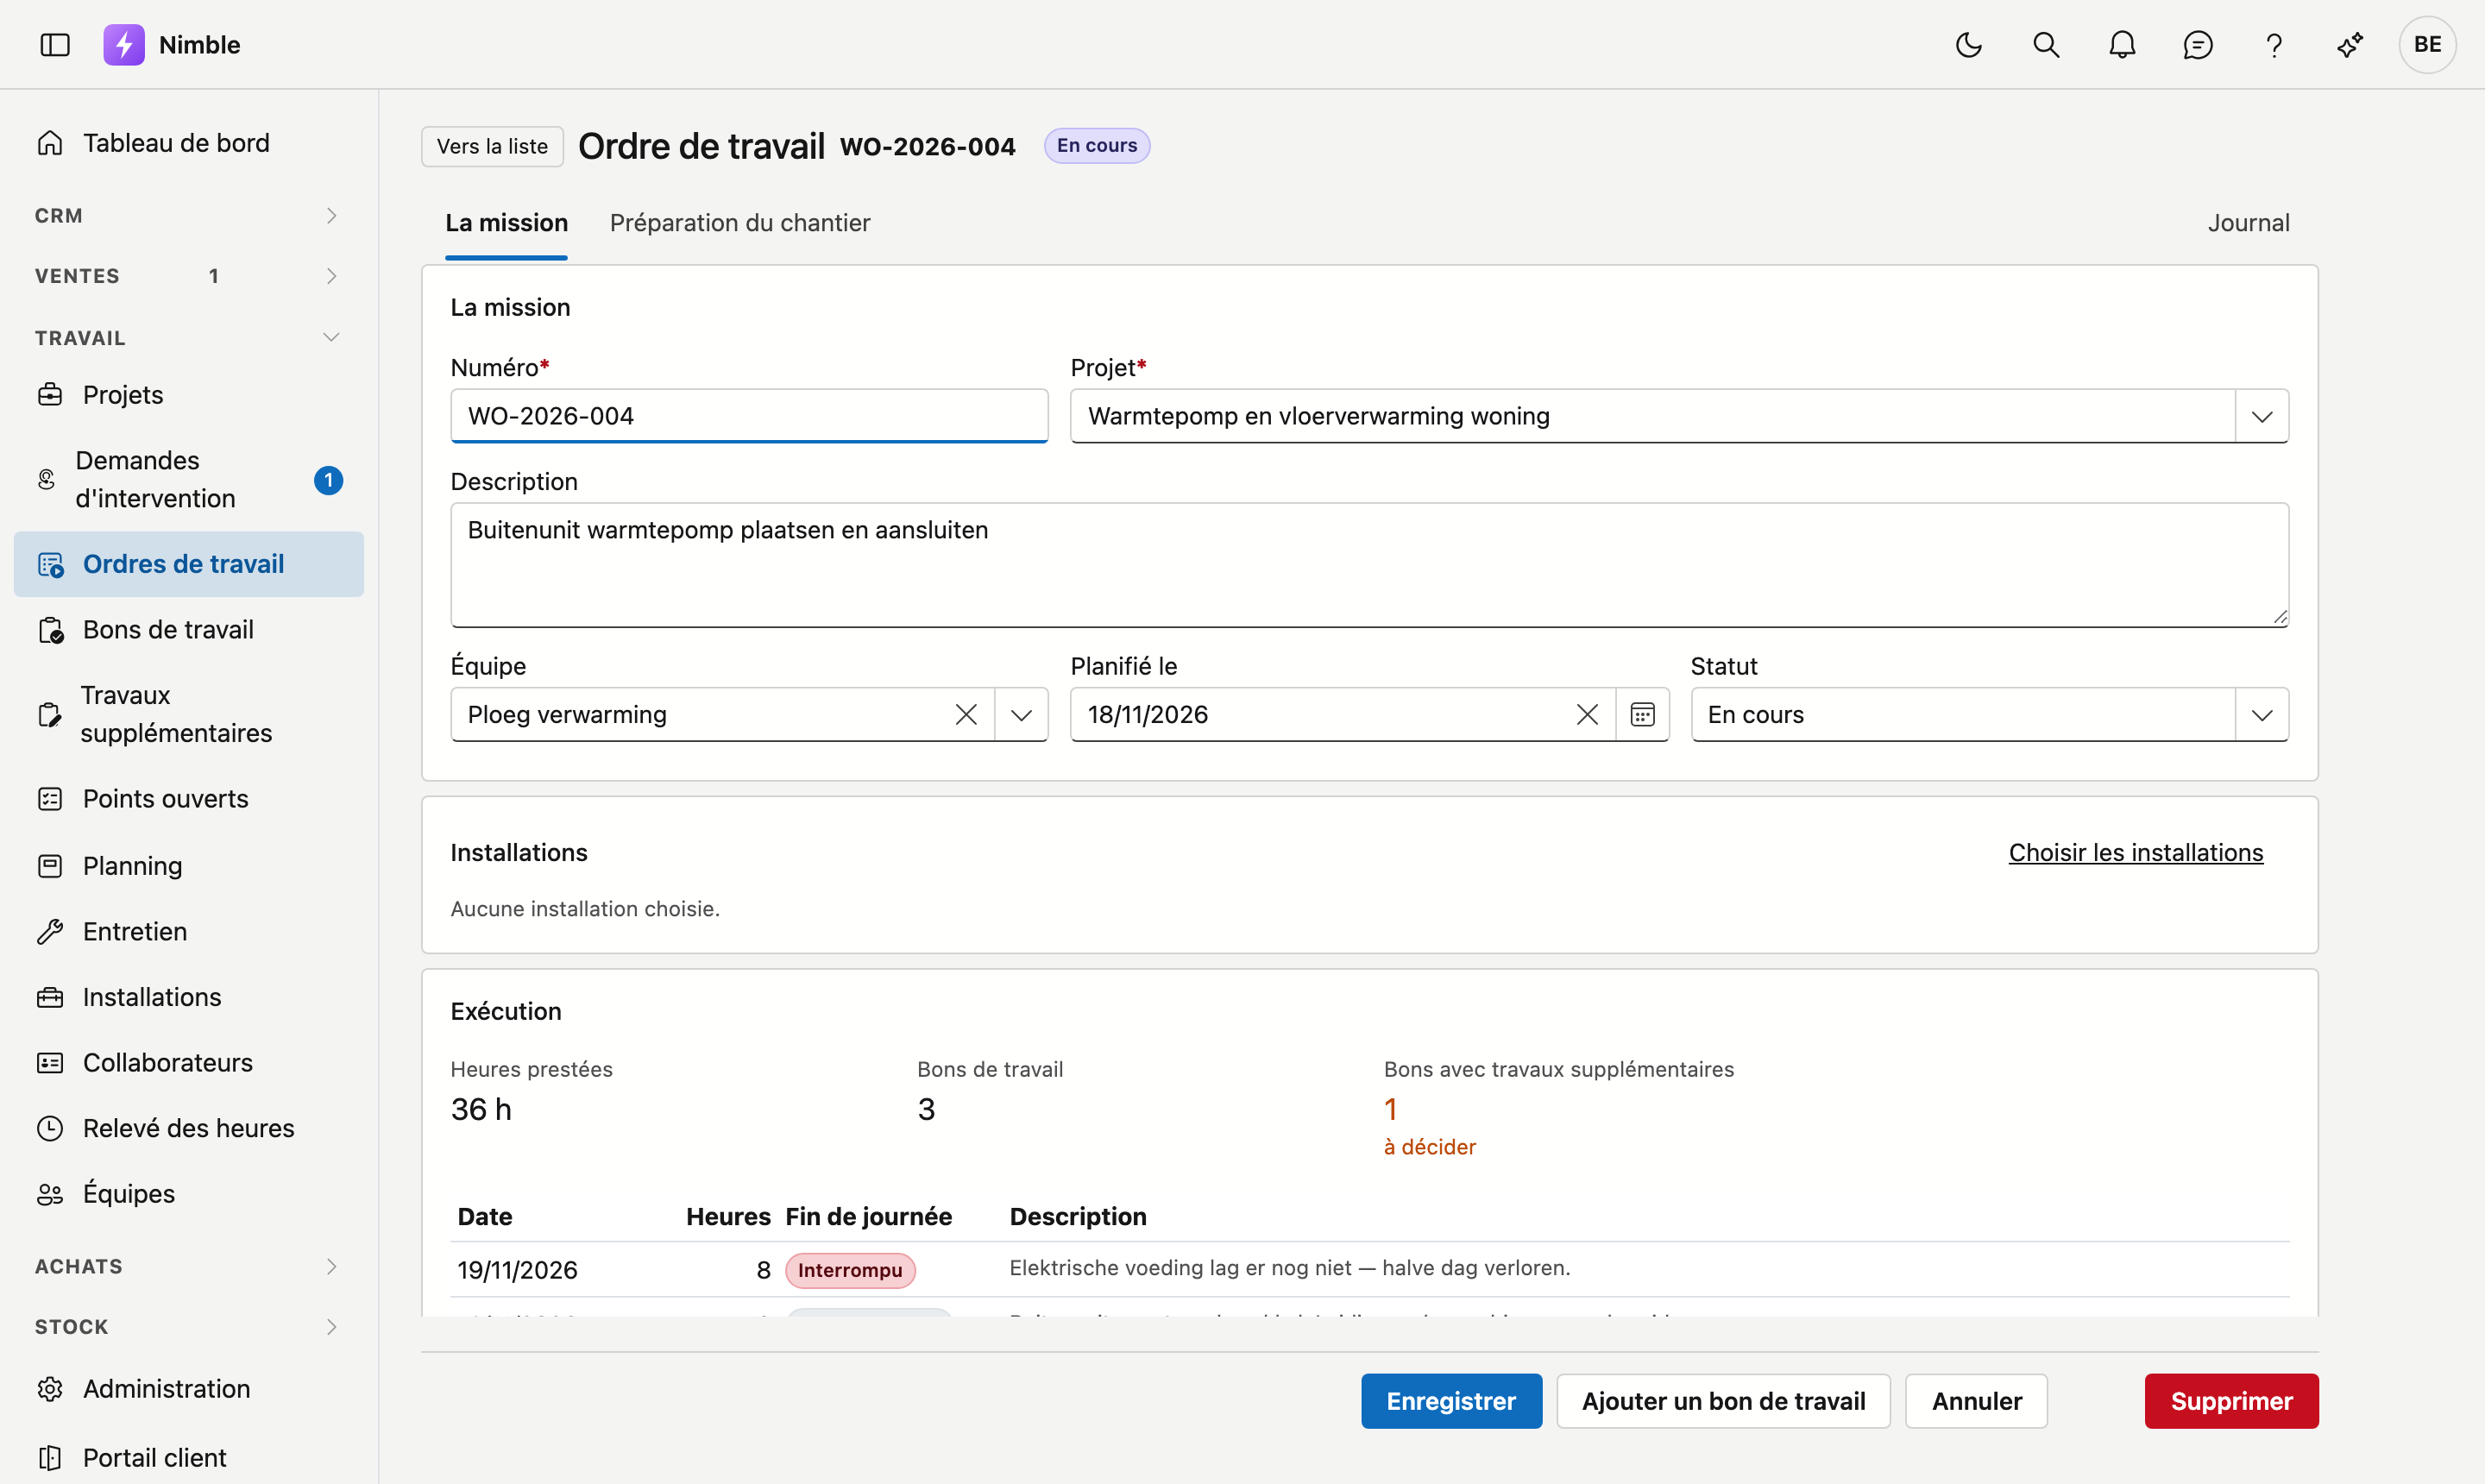 Nimble
BE
Tableau de bord
CRM
VENTES 1
TRAVAIL
Projets
Demandes
d'intervention
1
Ordres de travail
Bons de travail
Travaux
supplémentaires
Points ouverts
Planning
Entretien
Installations
Collaborateurs
Relevé des heures
Équipes
ACHATS
STOCK
Administration
Portail client
Vers la liste Ordre de travail WO-2026-004 En cours
La mission Préparation du chantier Journal
La mission
Numéro* Projet*
WO-2026-004 Warmtepomp en vloerverwarming woning
Description
Buitenunit warmtepomp plaatsen en aansluiten
Équipe Planifié le Statut
Ploeg verwarming 18/11/2026 En cours
Installations Choisir les installations
Aucune installation choisie.
Exécution
Heures prestées Bons de travail Bons avec travaux supplémentaires
36 h 3 1
à décider
Date Heures Fin de journée Description
19/11/2026 8 Interrompu Elektrische voeding lag er nog niet — halve dag verloren.
Enregistrer Ajouter un bon de travail Annuler Supprimer